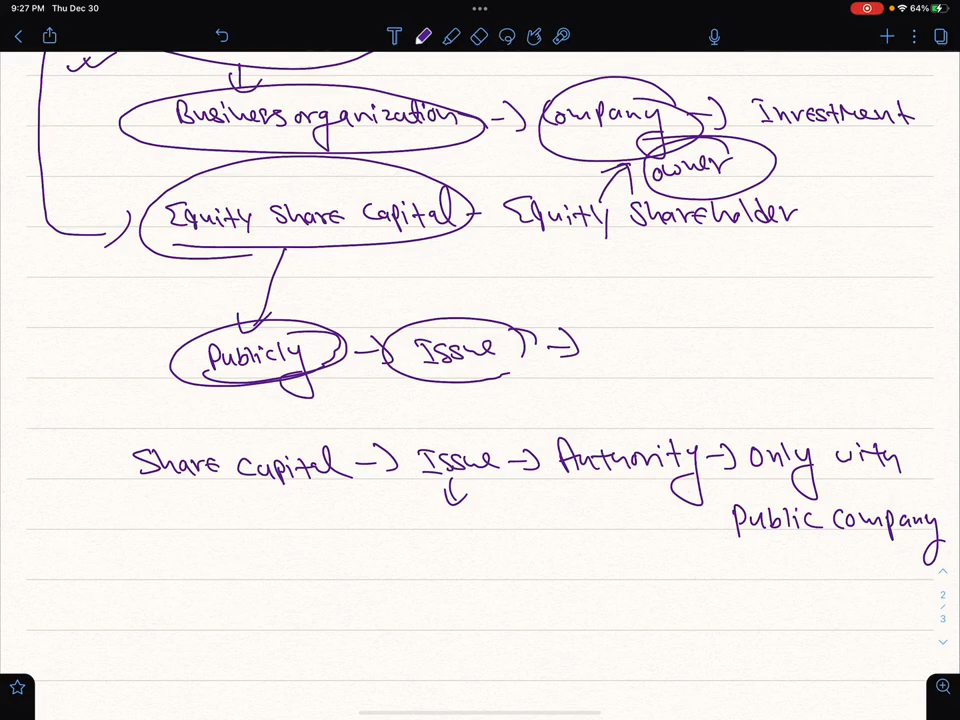 9:27 PM Thu Dec 30 64%
T
Business organization -> Company -> Investment
owner
Equity Share Capital - Equity Shareholder
Publicly -> Issue ->
Share Capital -> Issue -> Authority -> Only with
Public Company
2
/
3